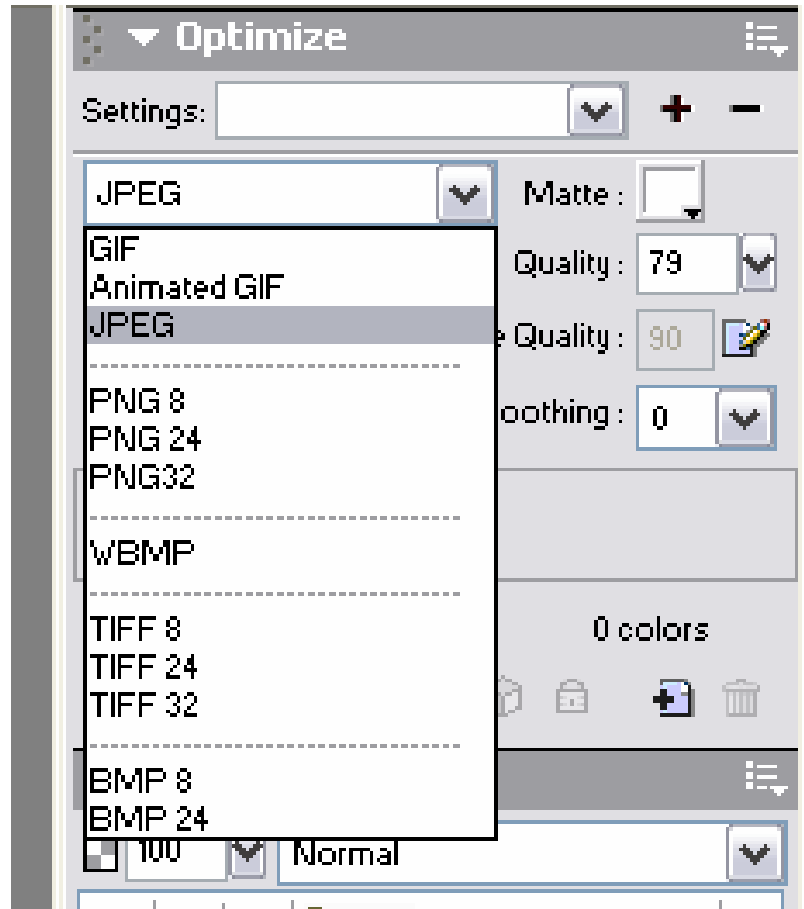 Optimize
Settings:
JPEG Matte :
GIF
Quality : 79
Animated GIF
JPEG
Quality : 90
PNG 8
PNG 24
oothing : 0
PNG32
WBMP
TIFF 8 0 colors
TIFF 24
TIFF 32
BMP 8
BMP 24
100 Normal